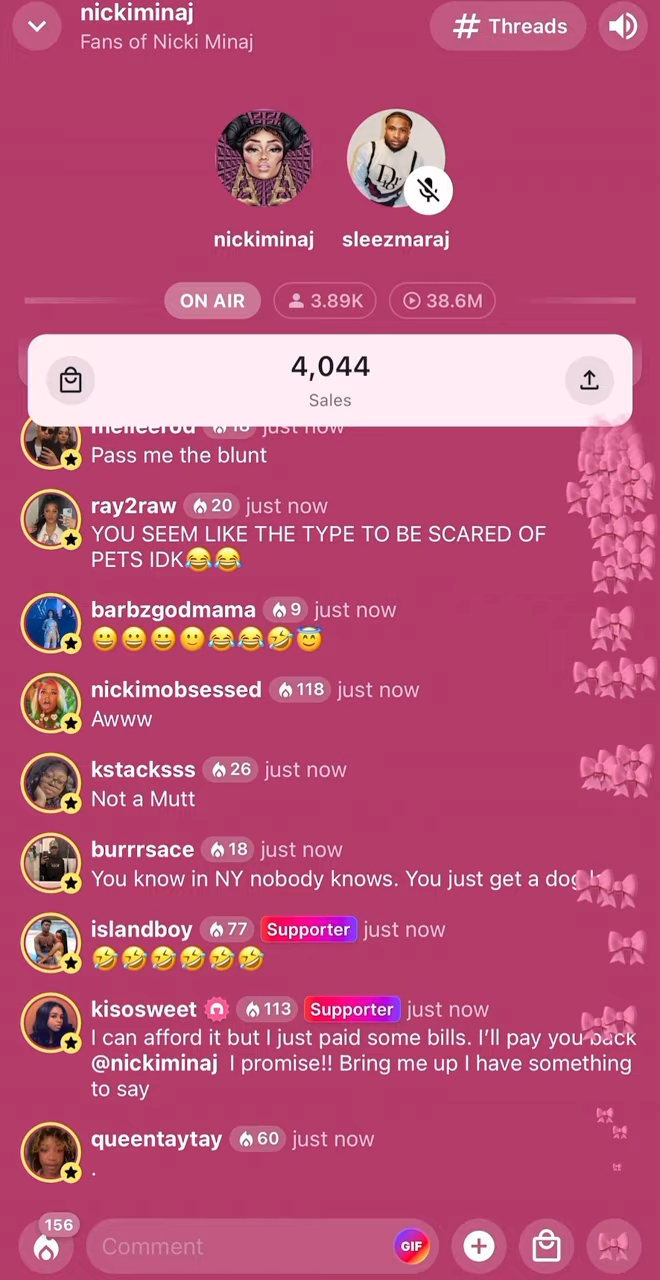 nickiminaj
Fans of Nicki Minaj
# Threads
nickiminaj
sleezmaraj
ON AIR
3.89K
38.6M
4,044
Sales
18 just now
Pass me the blunt
ray2raw 20 just now
YOU SEEM LIKE THE TYPE TO BE SCARED OF
PETS IDK😂😂
barbzgodmama 9 just now
😀😀😀🙂😂😂🤣😇
nickimobsessed 118 just now
Awww
kstacksss 26 just now
Not a Mutt
burrrsace 18 just now
You know in NY nobody knows. You just get a dog
islandboy 77 Supporter just now
🤣🤣🤣🤣🤣🤣
kisosweet 113 Supporter just now
I can afford it but I just paid some bills. I’ll pay you back
@nickiminaj I promise!! Bring me up I have something
to say
queentaytay 60 just now
.
156
Comment
GIF